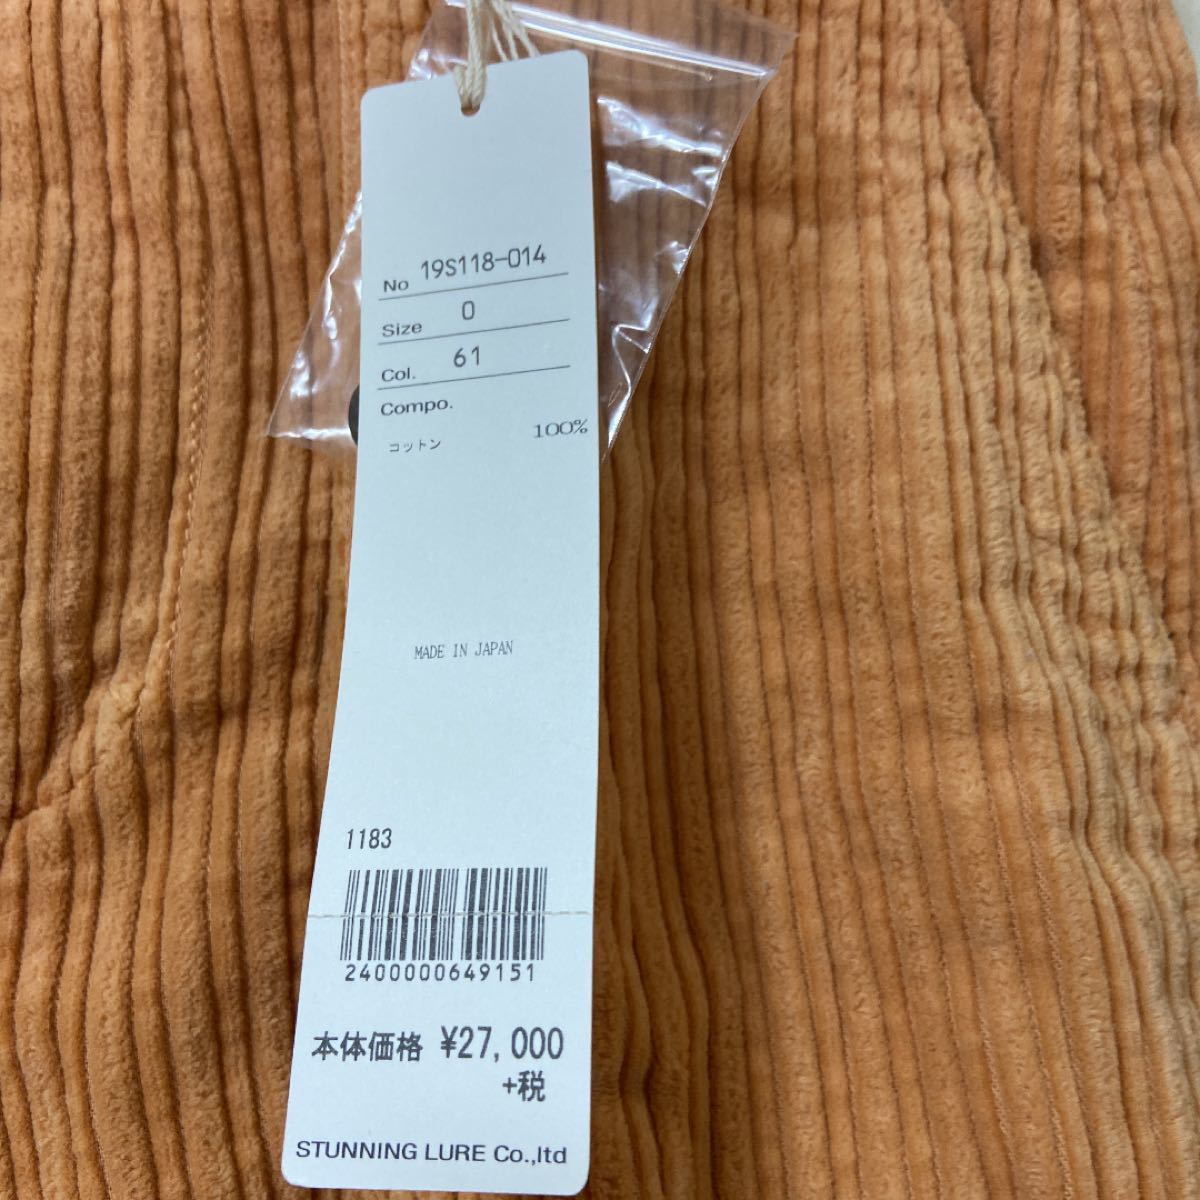 No 19S118-014
Size 0
Col. 61
Compo.
コットン 100%
MADE IN JAPAN
1183
2400000649151
本体価格 ¥27,000
+税
STUNNING LURE Co.,ltd